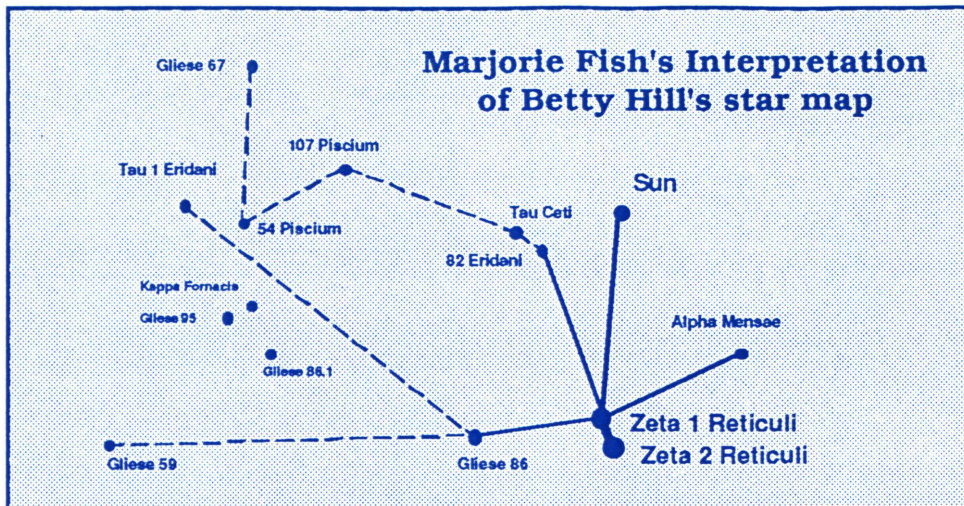 Marjorie Fish's Interpretation
of Betty Hill's star map
Gliese 67
107 Piscium
Tau 1 Eridani
Sun
Tau Ceti
54 Piscium
82 Eridani
Kappa Fornacis
Gliese 95
Alpha Mensae
Gliese 86.1
Zeta 1 Reticuli
Zeta 2 Reticuli
Gliese 59
Gliese 86